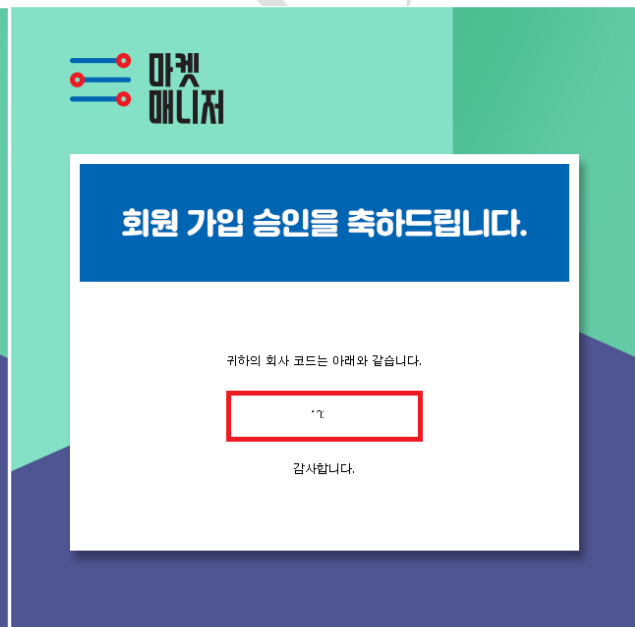 마켓
매니저
회원 가입 승인을 축하드립니다.
귀하의 회사 코드는 아래와 같습니다.
감사합니다.